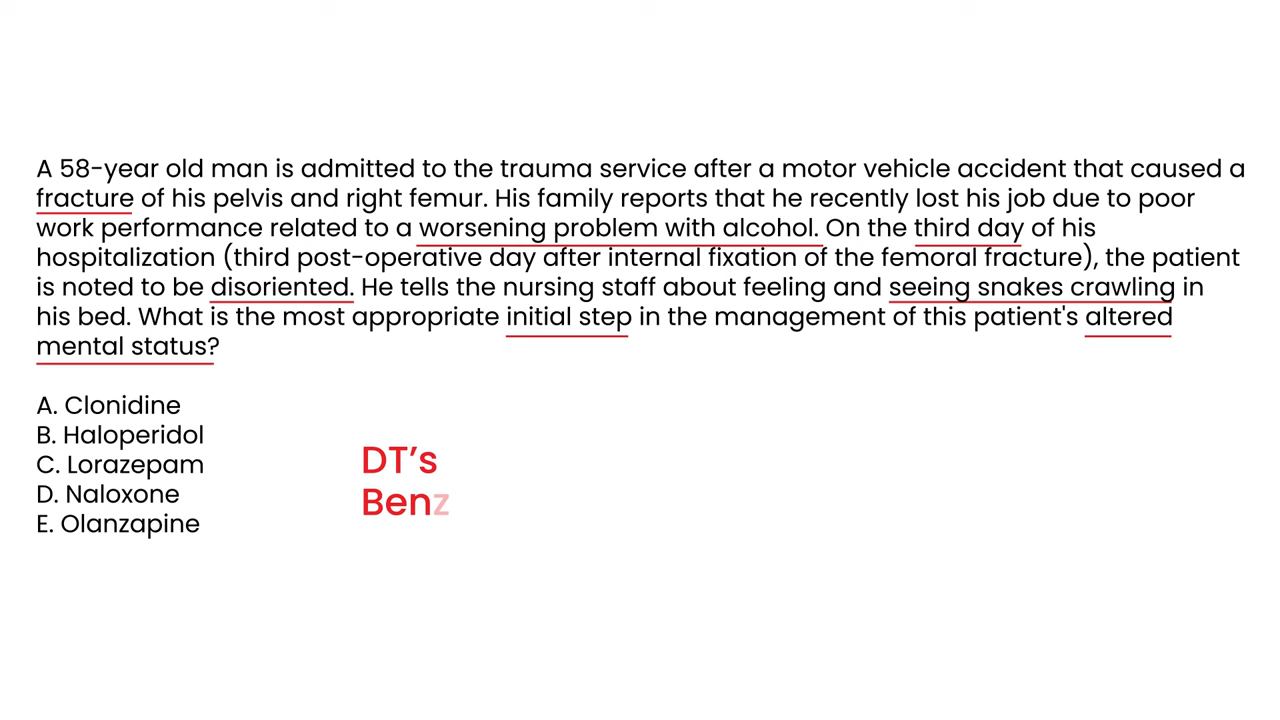 A 58-year old man is admitted to the trauma service after a motor vehicle accident that caused a
fracture of his pelvis and right femur. His family reports that he recently lost his job due to poor
work performance related to a worsening problem with alcohol. On the third day of his
hospitalization (third post-operative day after internal fixation of the femoral fracture), the patient
is noted to be disoriented. He tells the nursing staff about feeling and seeing snakes crawling in
his bed. What is the most appropriate initial step in the management of this patient's altered
mental status?
A. Clonidine
B. Haloperidol
C. Lorazepam
D. Naloxone
E. Olanzapine
DT’s
Benz